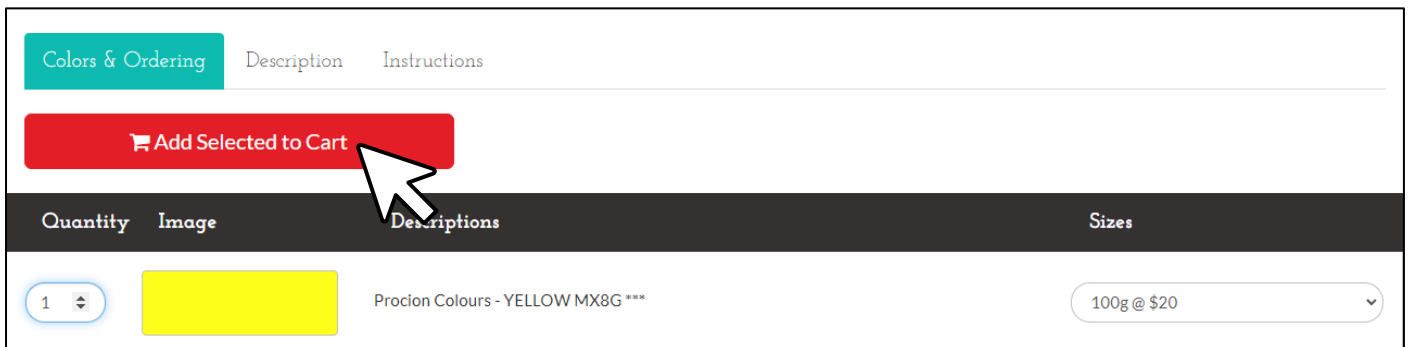 Colors & Ordering Description Instructions
Add Selected to Cart
Quantity Image Descriptions Sizes
1 Procion Colours - YELLOW MX8G *** 100g @ $20